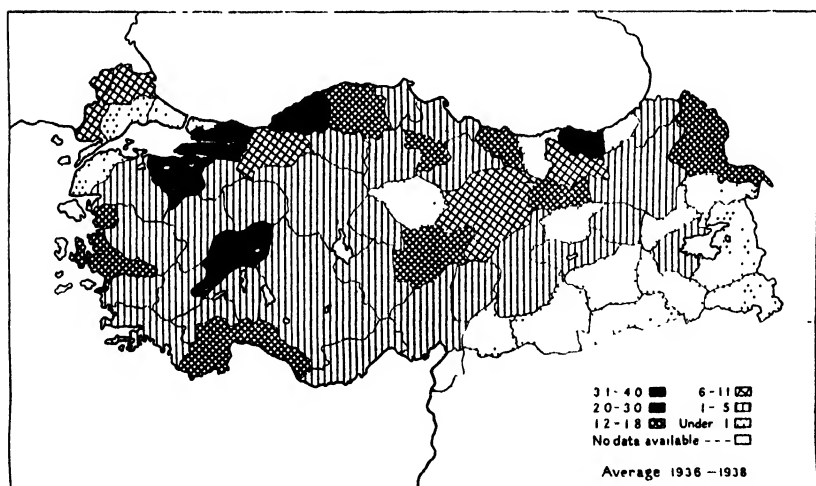 31-40 6-11
20-30 1-5
12-18 Under 1
No data available ---
Average 1936-1938